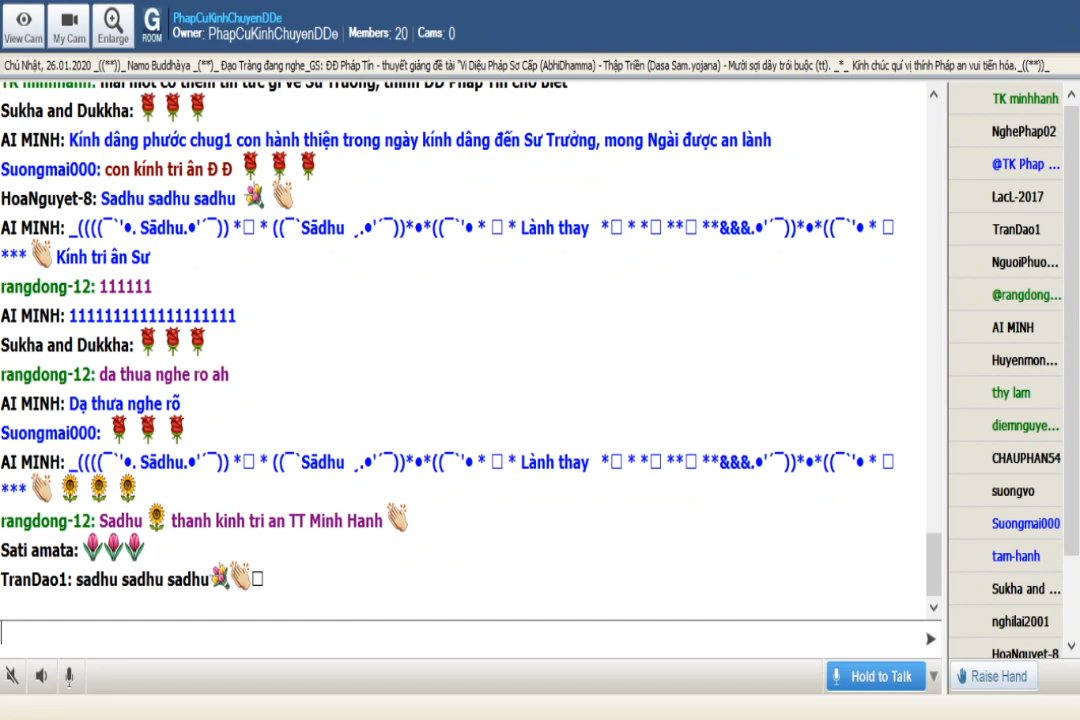 View Cam
My Cam
Enlarge
G
ROOM
PhapCuKinhChuyenDDe
Owner: PhapCuKinhChuyenDDe | Members: 20 | Cams: 0
Chủ Nhật, 26.01.2020 _((**))_ Namo Buddhàya _(**)_ Đạo Tràng đang nghe_GS: ĐĐ Pháp Tín - thuyết giảng đề tài "Vi Diệu Pháp Sơ Cấp (AbhiDhamma) - Thập Triền (Dasa Sam.yojana) - Mười sợi dây trói buộc (tt). _*_ Kính chúc quí vị thính Pháp an vui tiến hóa._((**))_
Sukha and Dukkha:
AI MINH: Kính dâng phước chug1 con hành thiện trong ngày kính dâng đến Sư Trưởng, mong Ngài được an lành
Suongmai000: con kính tri ân Đ Đ
HoaNguyet-8: Sadhu sadhu sadhu
AI MINH: _((((¯`'•. Sādhu.•'´¯)) *□ * ((¯`Sādhu ¸.•'´¯))*•*((¯`'• * □ * Lành thay *□ * *□ **□ **&&&.•'´¯))*•*((¯`'• * □
*** Kính tri ân Sư
rangdong-12: 111111
AI MINH: 1111111111111111111
Sukha and Dukkha:
rangdong-12: da thua nghe ro ah
AI MINH: Dạ thưa nghe rõ
Suongmai000:
AI MINH: _((((¯`'•. Sādhu.•'´¯)) *□ * ((¯`Sādhu ¸.•'´¯))*•*((¯`'• * □ * Lành thay *□ * *□ **□ **&&&.•'´¯))*•*((¯`'• * □
***
rangdong-12: Sadhu thanh kinh tri an TT Minh Hanh
Sati amata:
TranDao1: sadhu sadhu sadhu □
TK minhhanh
NghePhap02
@TK Phap ...
LacL-2017
TranDao1
NguoiPhuo...
@rangdong...
AI MINH
Huyenmon...
thy lam
diemnguye...
CHAUPHAN54
suongvo
Suongmai000
tam-hanh
Sukha and ...
nghilai2001
HoaNguyet-8
Hold to Talk
Raise Hand